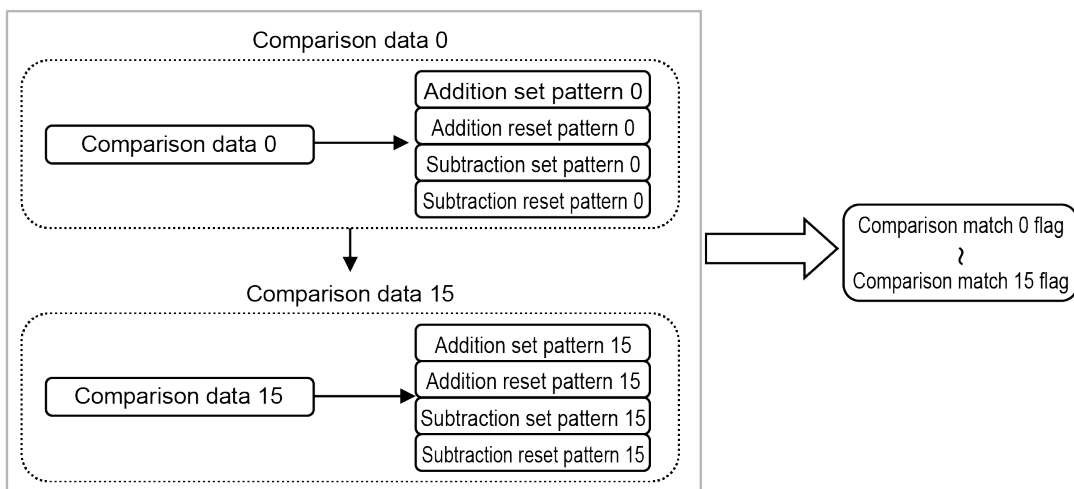 Comparison data 0
Comparison data 0
Addition set pattern 0
Addition reset pattern 0
Subtraction set pattern 0
Subtraction reset pattern 0
Comparison data 15
Comparison data 15
Addition set pattern 15
Addition reset pattern 15
Subtraction set pattern 15
Subtraction reset pattern 15
Comparison match 0 flag
~
Comparison match 15 flag